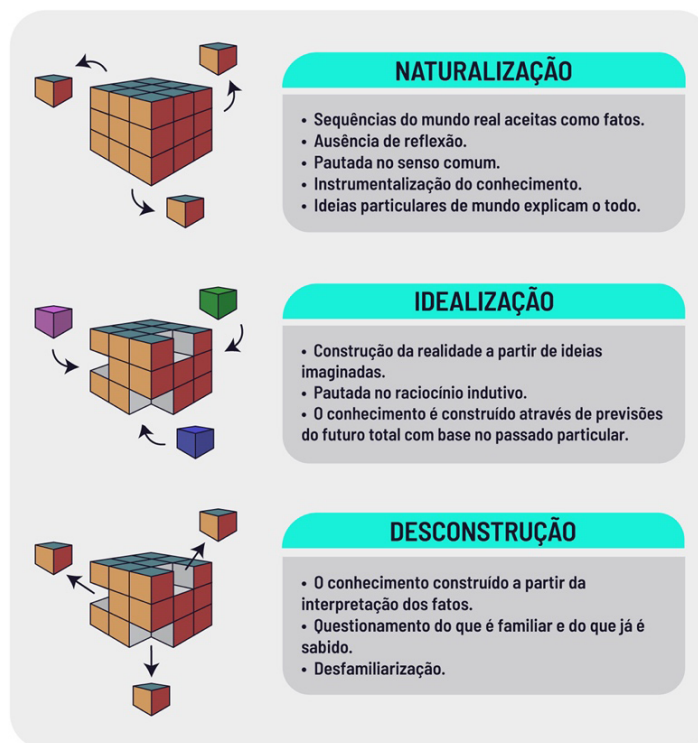 NATURALIZAÇÃO
• Sequências do mundo real aceitas como fatos.
• Ausência de reflexão.
• Pautada no senso comum.
• Instrumentalização do conhecimento.
• Ideias particulares de mundo explicam o todo.
IDEALIZAÇÃO
• Construção da realidade a partir de ideias
imaginadas.
• Pautada no raciocínio indutivo.
• O conhecimento é construído através de previsões
do futuro total com base no passado particular.
DESCONSTRUÇÃO
• O conhecimento construído a partir da
interpretação dos fatos.
• Questionamento do que é familiar e do que já é
sabido.
• Desfamiliarização.